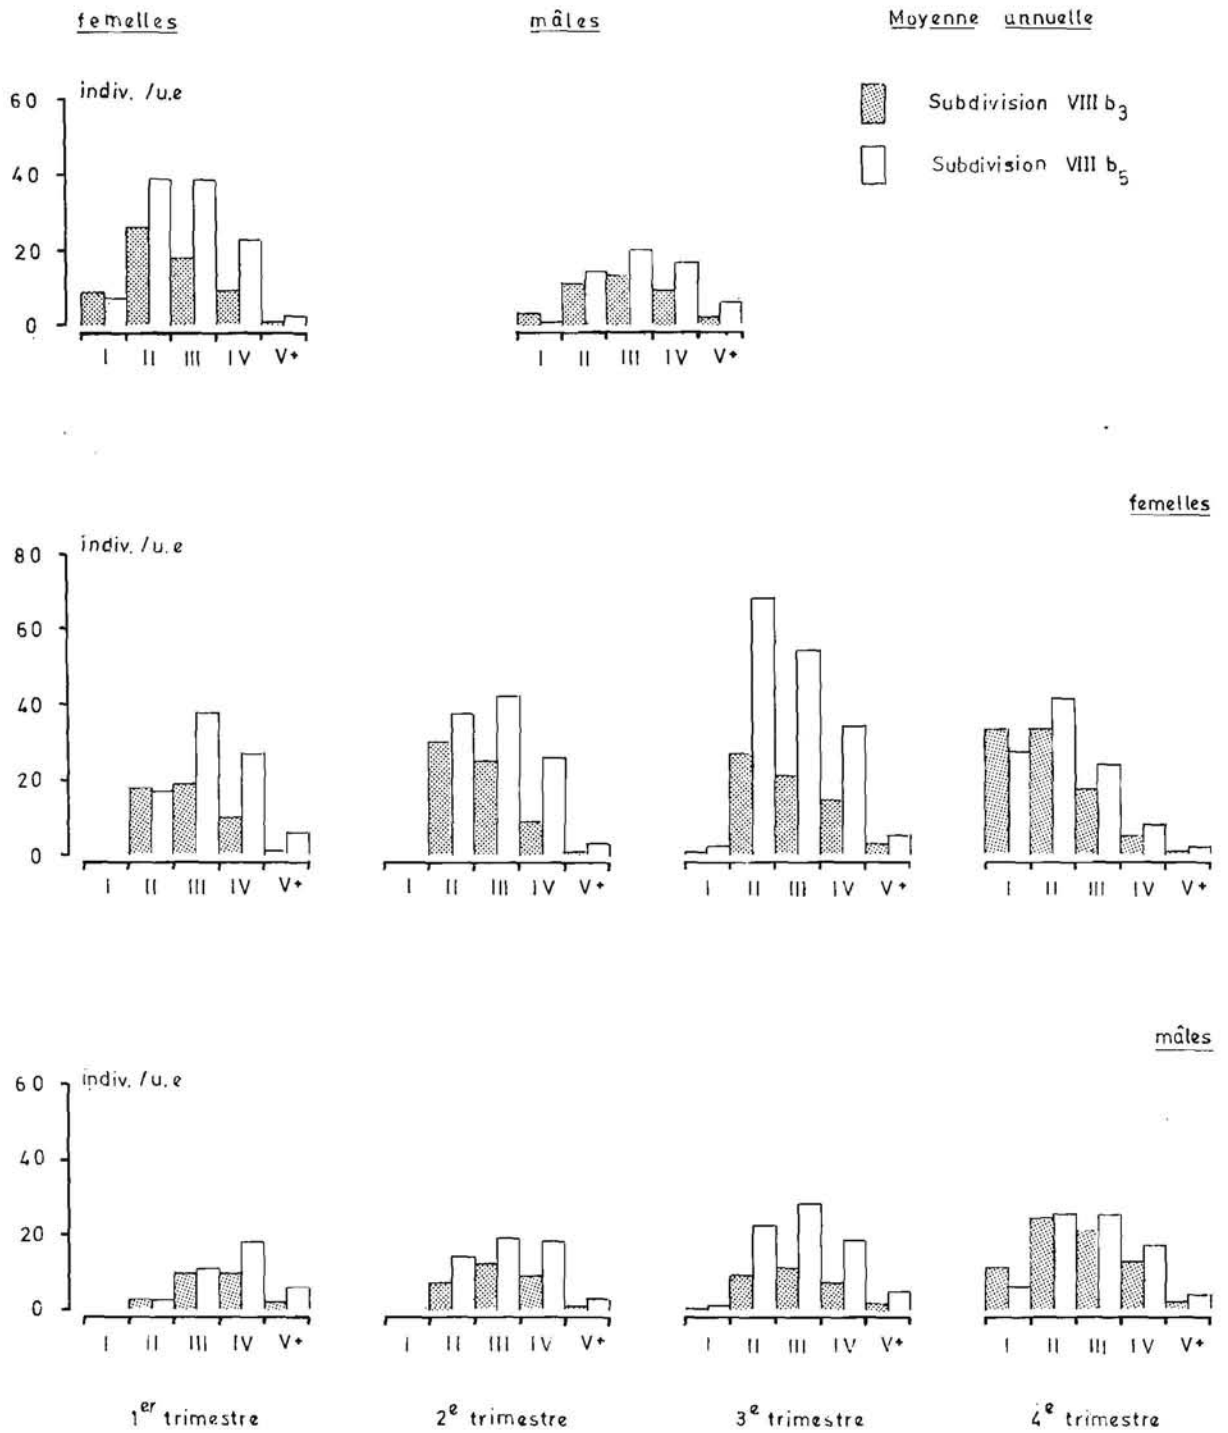 femelles mâles Moyenne annuelle
indiv. /u.e
60
40
20
0
I II III IV V+
I II III IV V+
Subdivision VIII b3
Subdivision VIII b5
femelles
indiv. /u.e
80
60
40
20
0
I II III IV V+
I II III IV V+
I II III IV V+
I II III IV V+
mâles
indiv. /u.e
60
40
20
0
I II III IV V+
I II III IV V+
I II III IV V+
I II III IV V+
1er trimestre 2e trimestre 3e trimestre 4e trimestre